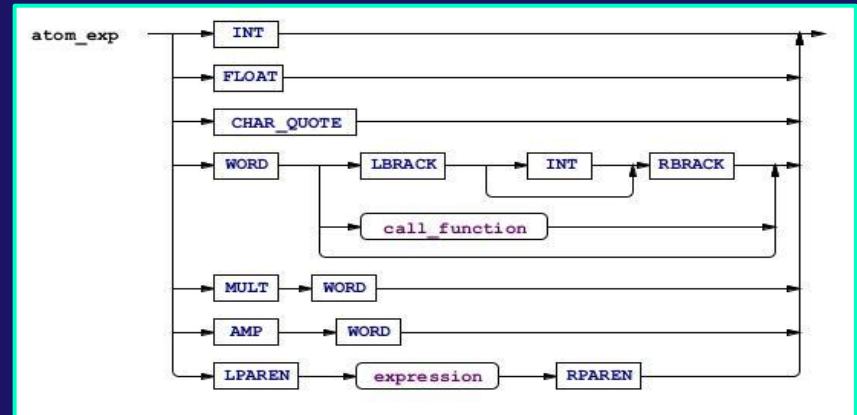 atom_exp INT
FLOAT
CHAR_QUOTE
WORD LBRACK INT RBRACK
call_function
MULT WORD
AMP WORD
LPAREN expression RPAREN